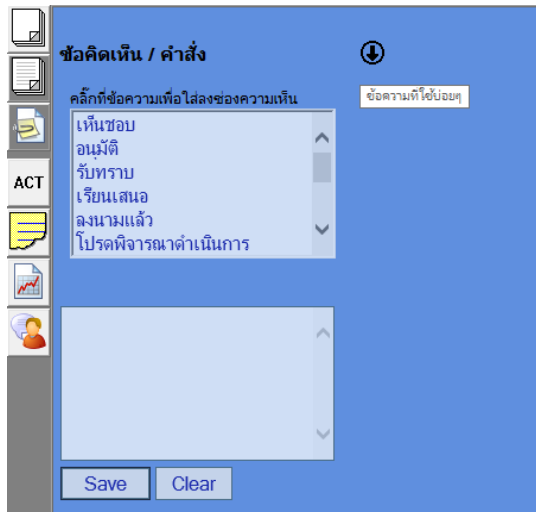 ข้อคิดเห็น / คำสั่ง
คลิ๊กที่ข้อความเพื่อใส่ลงช่องความเห็น
ข้อความที่ใช้บ่อยๆ
เห็นชอบ
อนุมัติ
รับทราบ
เรียนเสนอ
ลงนามแล้ว
โปรดพิจารณาดำเนินการ
ACT
Save Clear